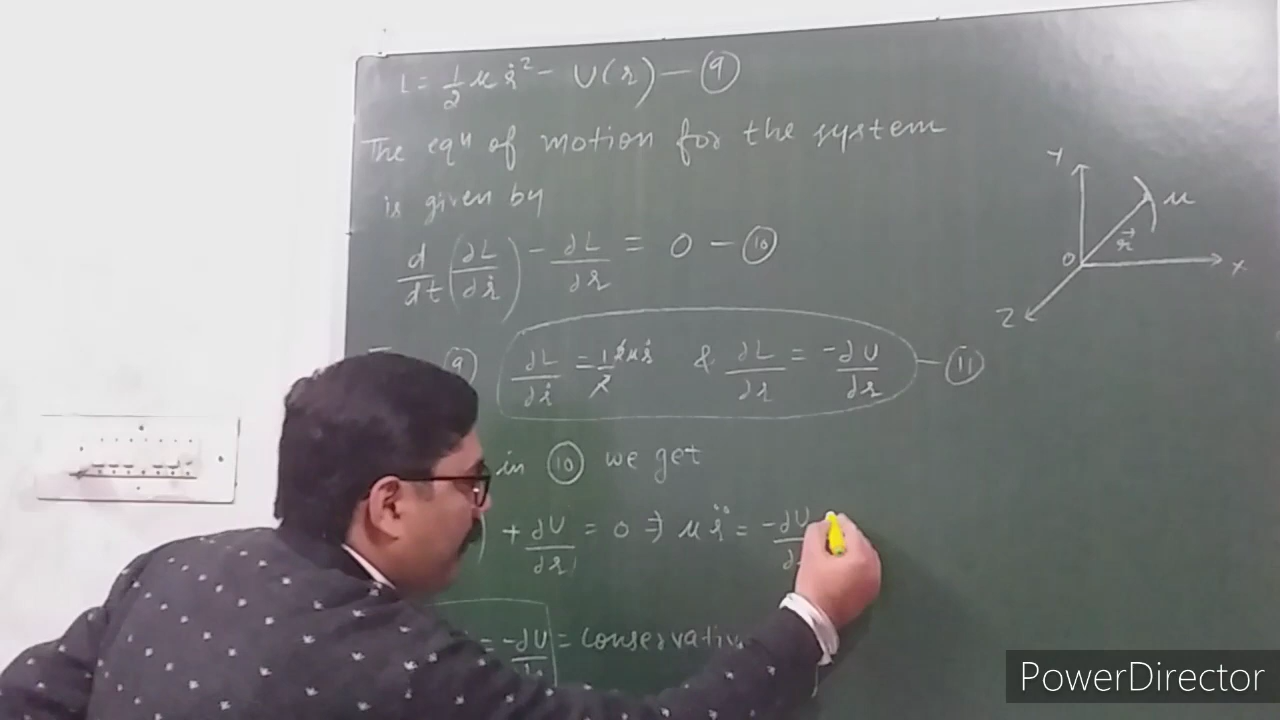 L = 1/2 μ ṙ² - U(r) — ⑨
The eqⁿ of motion for the system
is given by
d/dt (∂L/∂ṙ) - ∂L/∂r = 0 - ⑩
⑨ ∂L/∂ṙ = 1/2 2μṙ & ∂L/∂r = -∂U/∂r — ⑪
in ⑩ we get
) + ∂U/∂r = 0 ⇒ μ r̈ = -∂U
= -∂U = conservativ
Y
μ
r⃗
O
X
Z
PowerDirector